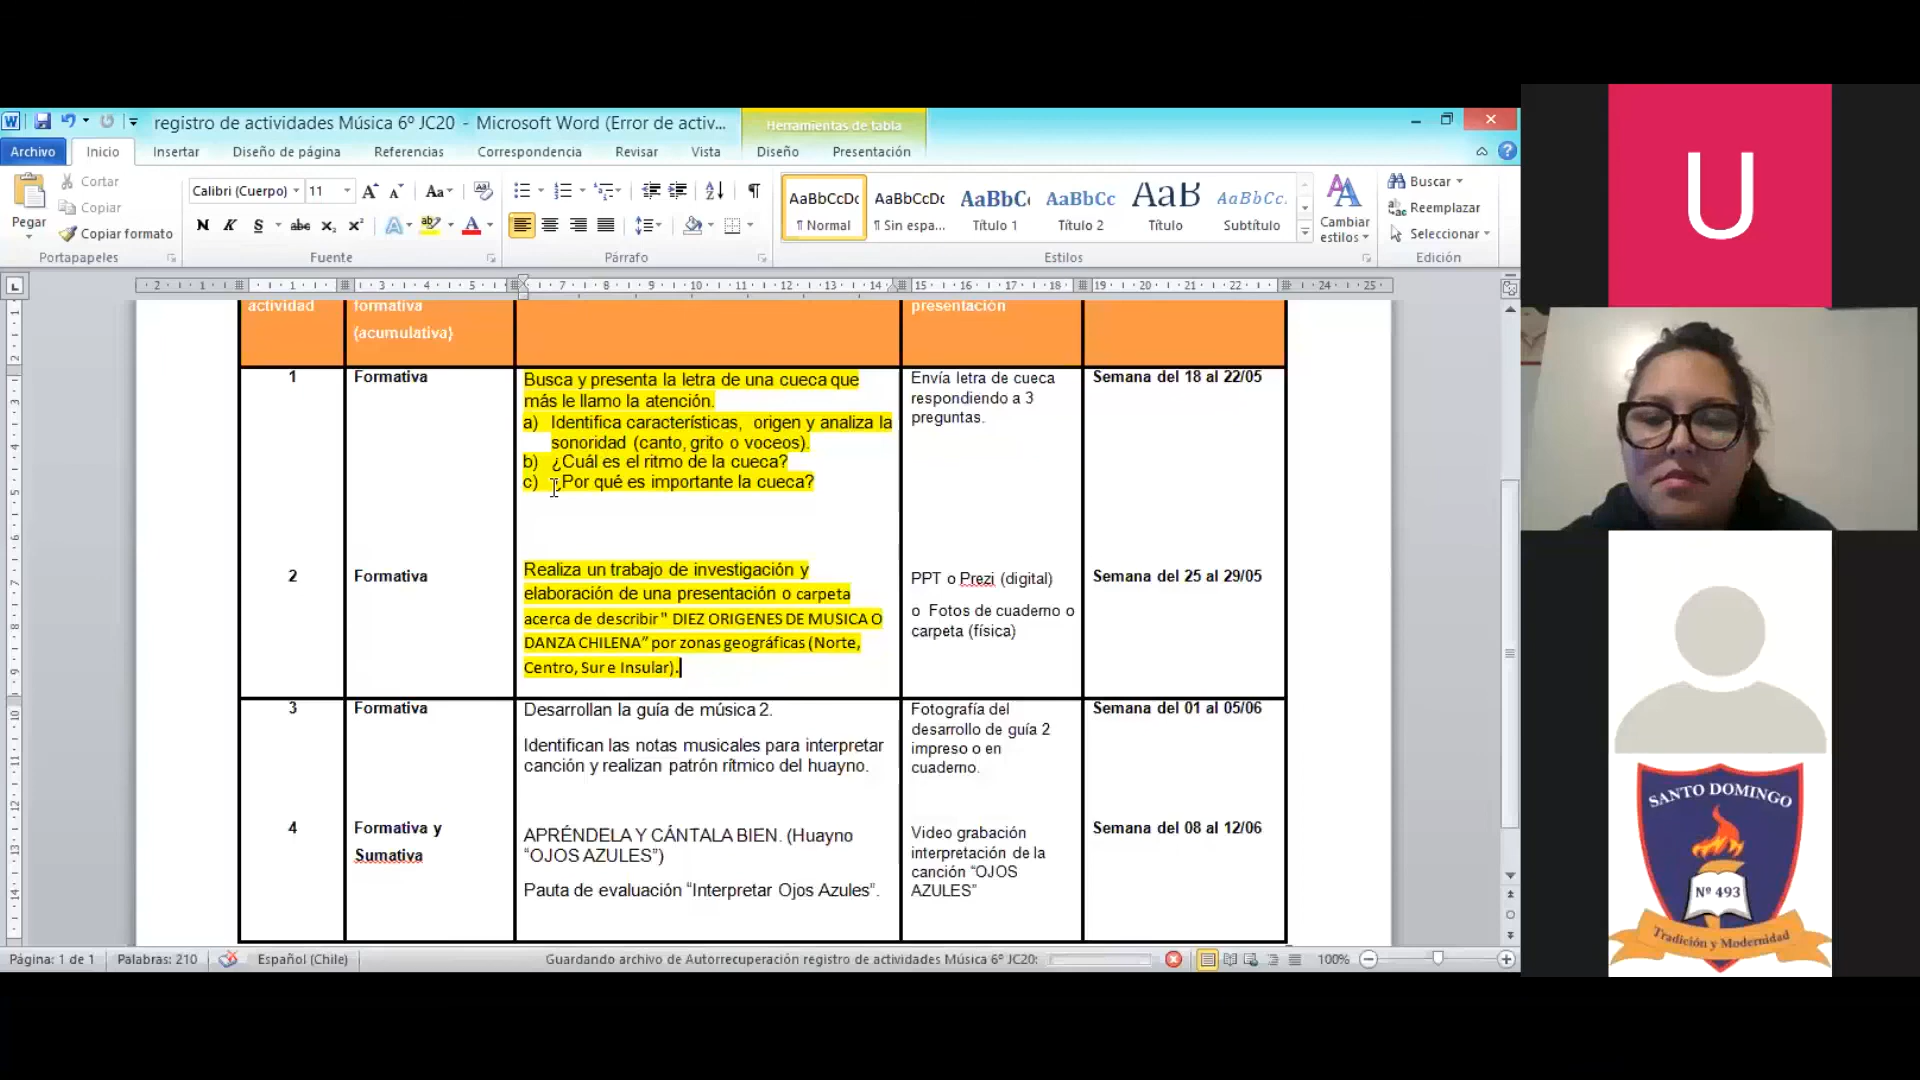 registro de actividades Música 6º JC20 - Microsoft Word (Error de activ...
Herramientas de tabla
Archivo
Inicio
Insertar
Diseño de página
Referencias
Correspondencia
Revisar
Vista
Diseño
Presentación
Pegar
Cortar
Copiar
Copiar formato
Portapapeles
Calibri (Cuerpo)
11
Fuente
Párrafo
AaBbCcDc
¶ Normal
AaBbCcDc
¶ Sin espa...
AaBbC
Título 1
AaBbCc
Título 2
AaB
Título
AaBbCc.
Subtítulo
Cambiar
estilos
Estilos
Buscar
Reemplazar
Seleccionar
Edición
actividad
formativa
(acumulativa)
presentación
1
Formativa
Busca y presenta la letra de una cueca que
más le llamo la atención.
a) Identifica características, origen y analiza la
sonoridad (canto, grito o voceos).
b) ¿Cuál es el ritmo de la cueca?
c) ¿Por qué es importante la cueca?
Envía letra de cueca
respondiendo a 3
preguntas.
Semana del 18 al 22/05
2
Formativa
Realiza un trabajo de investigación y
elaboración de una presentación o carpeta
acerca de describir" DIEZ ORIGENES DE MUSICA O
DANZA CHILENA” por zonas geográficas (Norte,
Centro, Sur e Insular).
PPT o Prezi (digital)
o Fotos de cuaderno o
carpeta (física)
Semana del 25 al 29/05
3
Formativa
Desarrollan la guía de música 2.
Identifican las notas musicales para interpretar
canción y realizan patrón rítmico del huayno.
Fotografía del
desarrollo de guía 2
impreso o en
cuaderno.
Semana del 01 al 05/06
4
Formativa y
Sumativa
APRÉNDELA Y CÁNTALA BIEN. (Huayno
“OJOS AZULES”)
Pauta de evaluación “Interpretar Ojos Azules”.
Video grabación
interpretación de la
canción “OJOS
AZULES”
Semana del 08 al 12/06
Página: 1 de 1
Palabras: 210
Español (Chile)
Guardando archivo de Autorrecuperación registro de actividades Música 6º JC20:
100%
U
SANTO DOMINGO
Nº 493
Tradición y Modernidad